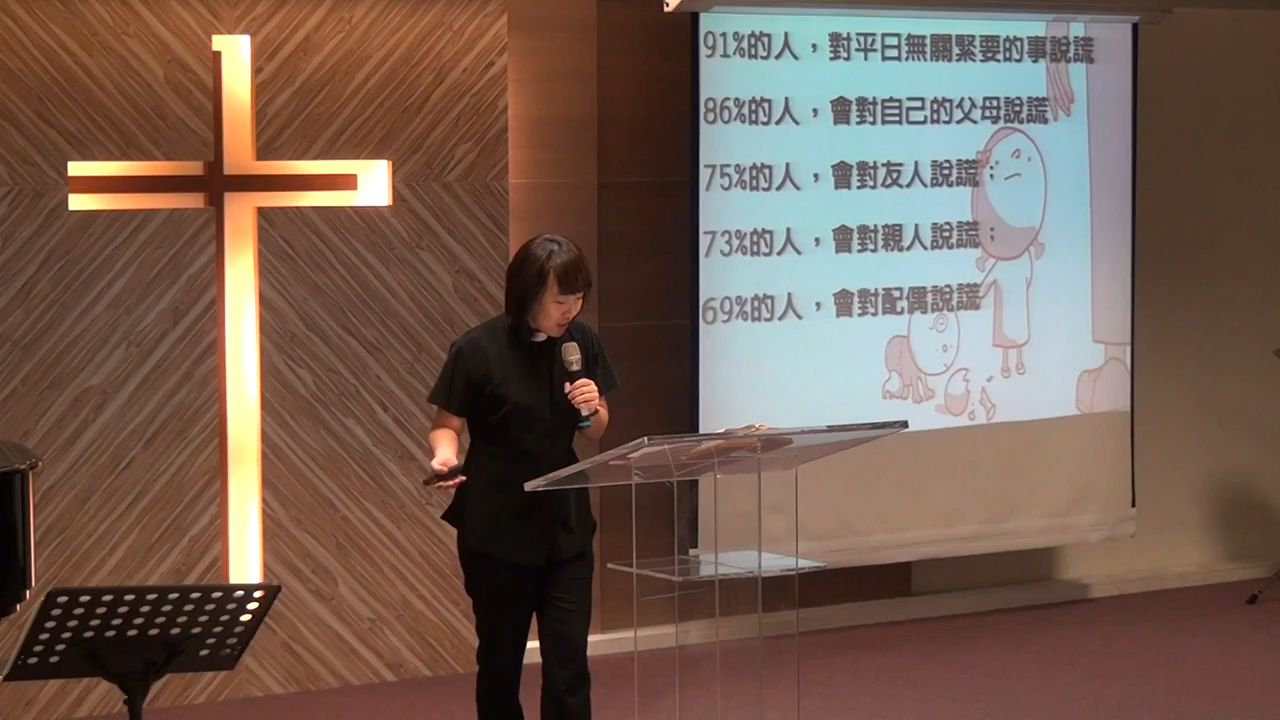 91%的人，對平日無關緊要的事說謊
86%的人，會對自己的父母說謊
75%的人，會對友人說謊；
73%的人，會對親人說謊；
69%的人，會對配偶說謊